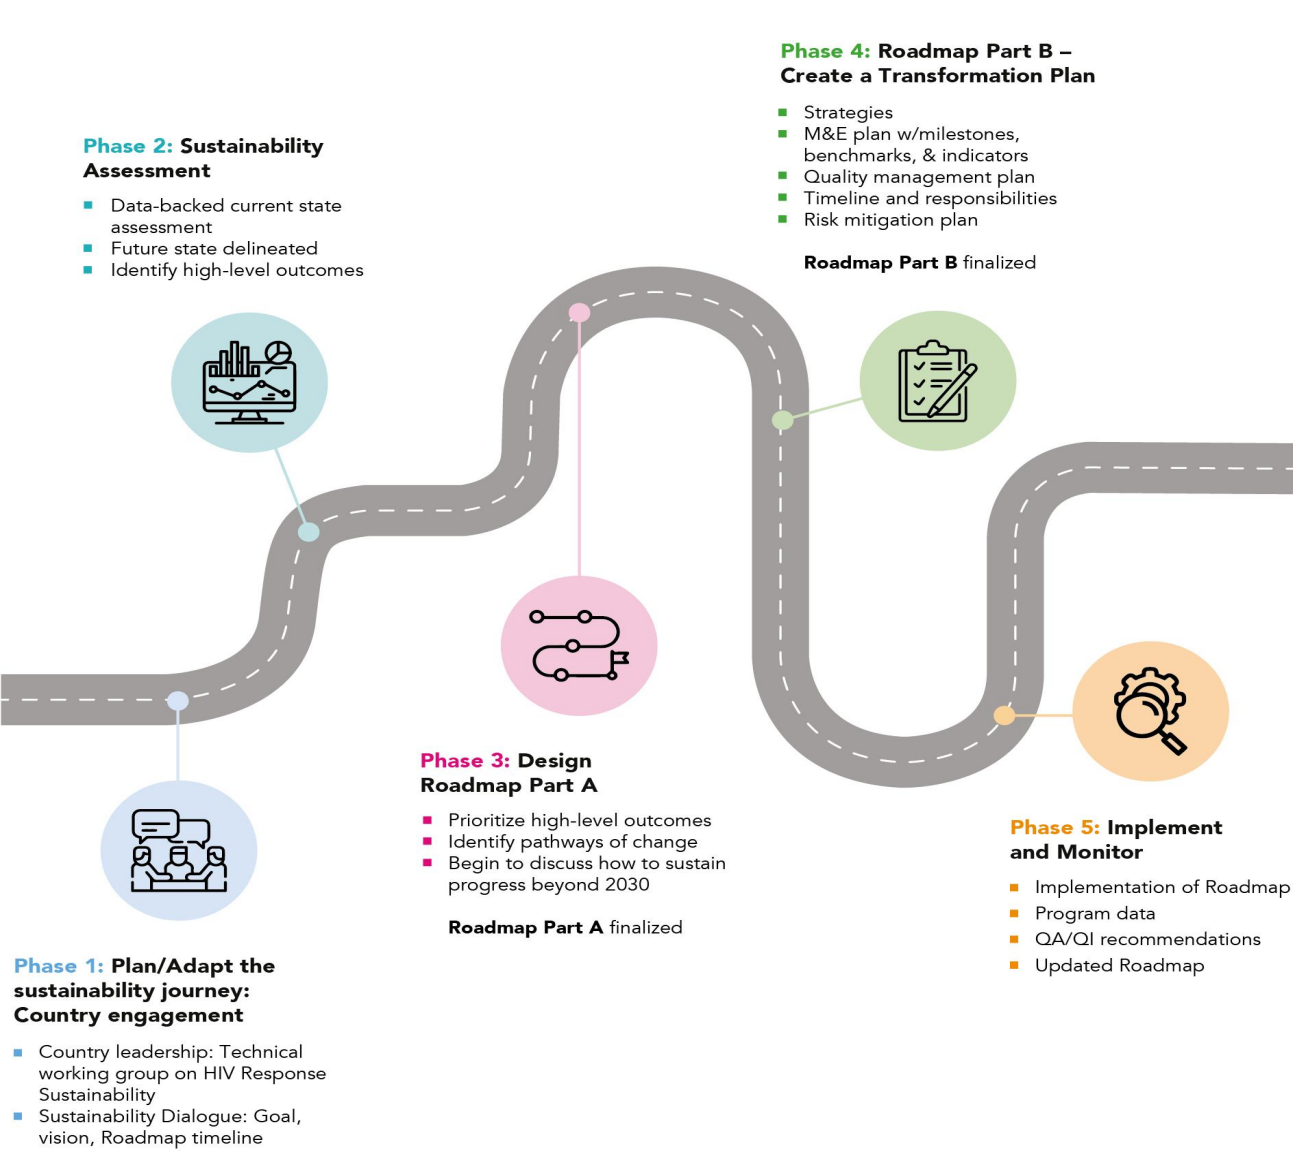 Phase 1: Plan/Adapt the
sustainability journey:
Country engagement
Country leadership: Technical
working group on HIV Response
Sustainability
Sustainability Dialogue: Goal,
vision, Roadmap timeline
Phase 2: Sustainability
Assessment
Data-backed current state
assessment
Future state delineated
Identify high-level outcomes
Phase 3: Design
Roadmap Part A
Prioritize high-level outcomes
Identify pathways of change
Begin to discuss how to sustain
progress beyond 2030
Roadmap Part A finalized
Phase 4: Roadmap Part B –
Create a Transformation Plan
Strategies
M&E plan w/milestones,
benchmarks, & indicators
Quality management plan
Timeline and responsibilities
Risk mitigation plan
Roadmap Part B finalized
Phase 5: Implement
and Monitor
Implementation of Roadmap
Program data
QA/QI recommendations
Updated Roadmap